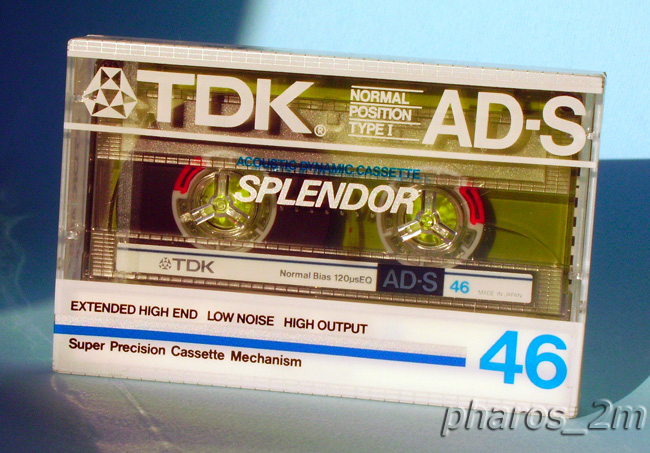 TDK®
NORMAL
POSITION
TYPE I
AD-S
ACOUSTIC DYNAMIC CASSETTE
SPLENDOR
TDK
Normal Bias 120µsEQ
AD-S
46
MADE IN JAPAN
EXTENDED HIGH END LOW NOISE HIGH OUTPUT
Super Precision Cassette Mechanism
46
pharos_2m